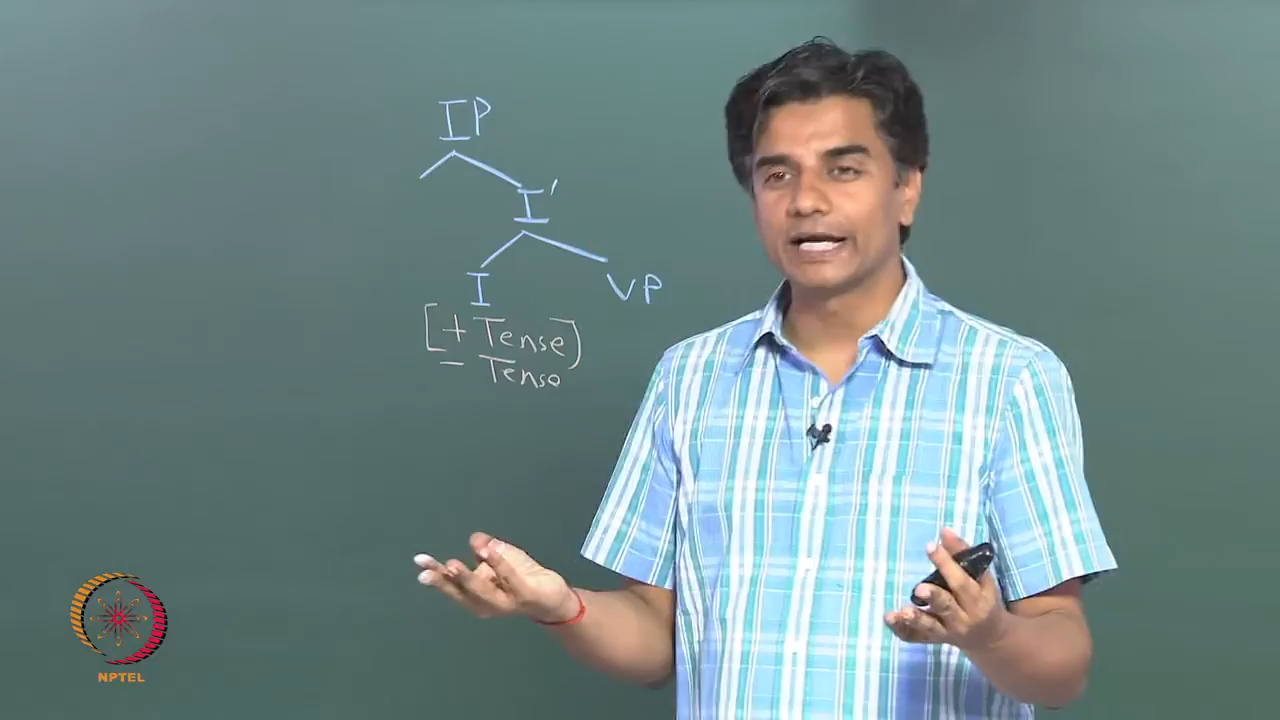 IP
I'
I VP
[+ Tense]
- Tense
NPTEL